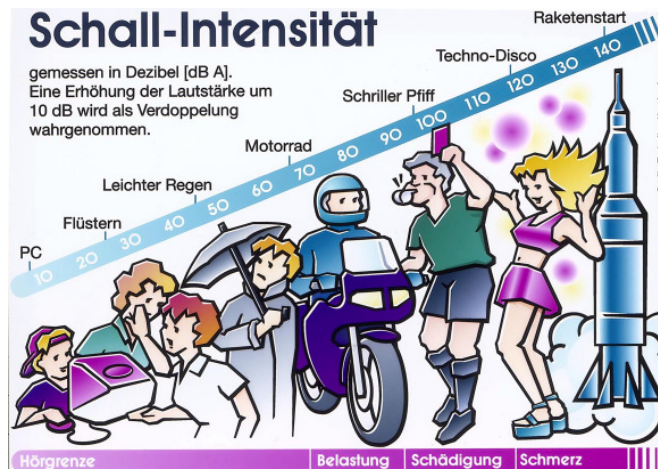 Schall-Intensität
gemessen in Dezibel [dB A].
Eine Erhöhung der Lautstärke um
10 dB wird als Verdoppelung
wahrgenommen.
Raketenstart
Techno-Disco
Schriller Pfiff
Motorrad
Leichter Regen
Flüstern
PC
10 20 30 40 50 60 70 80 90 100 110 120 130 140
Hörgrenze Belastung Schädigung Schmerz